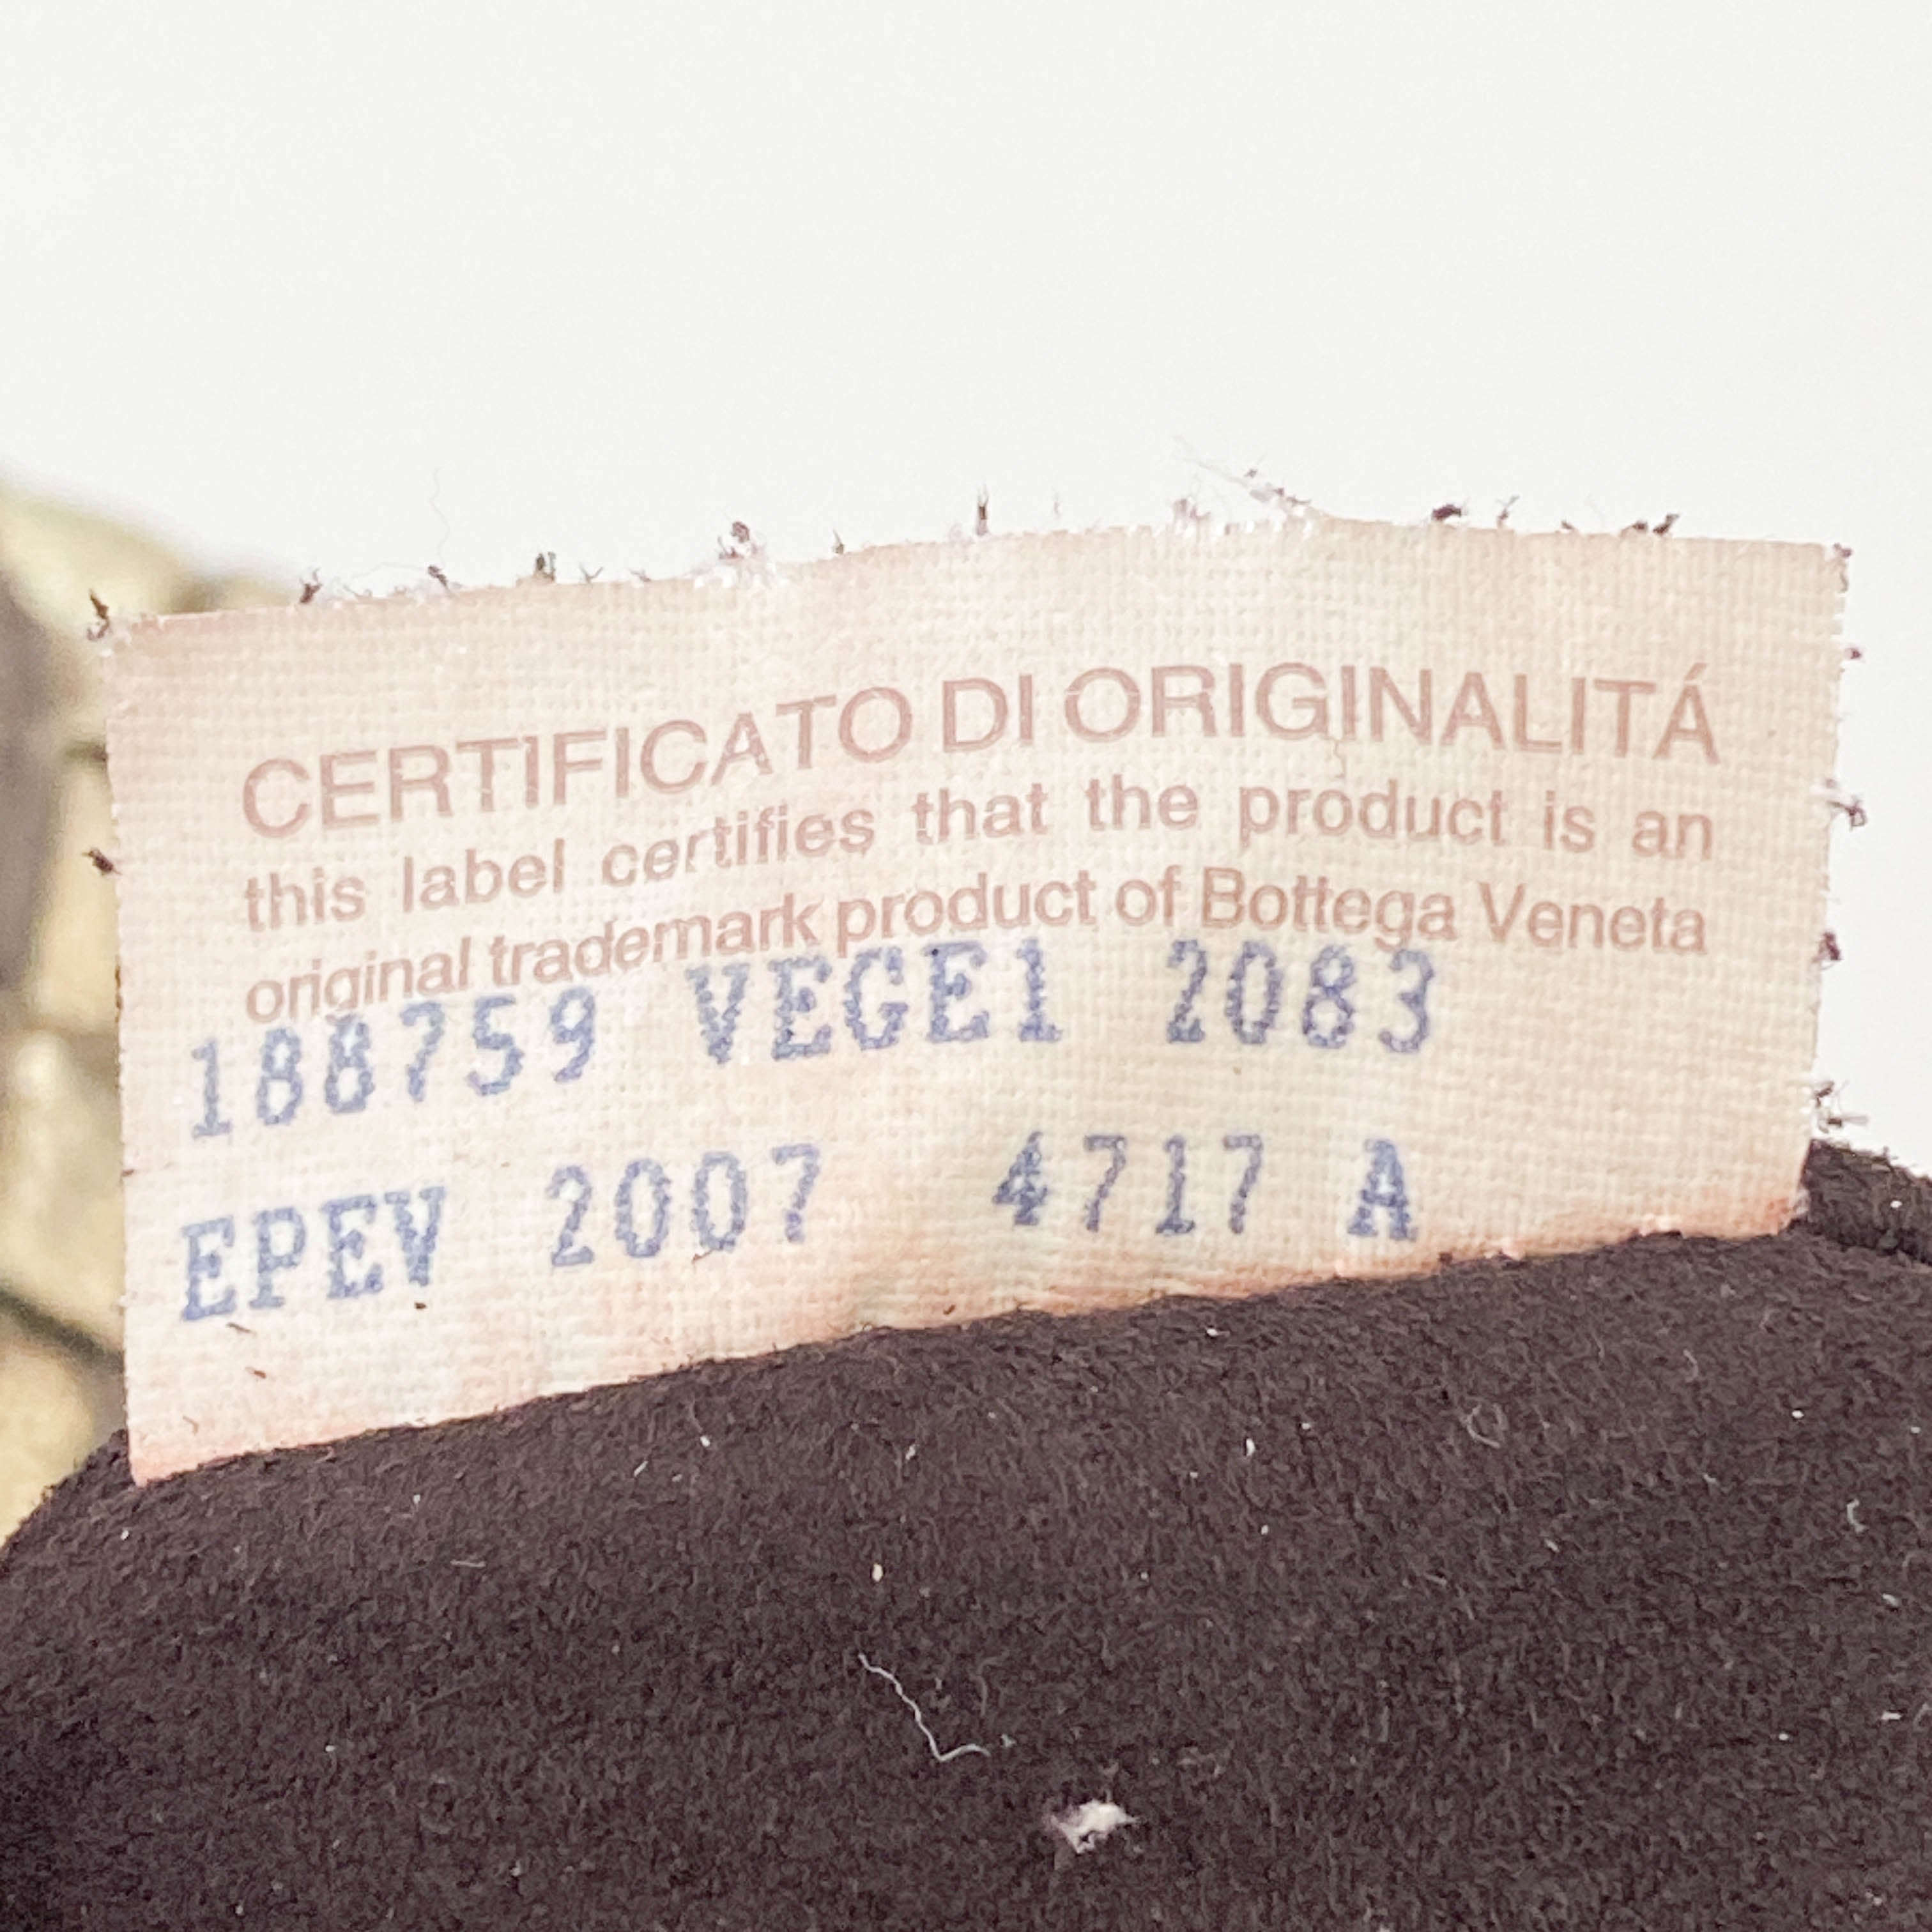 CERTIFICATO DI ORIGINALITÁ
this label certifies that the product is an
original trademark product of Bottega Veneta
188759 VEGE1 2083
EPEV 2007 4717 A